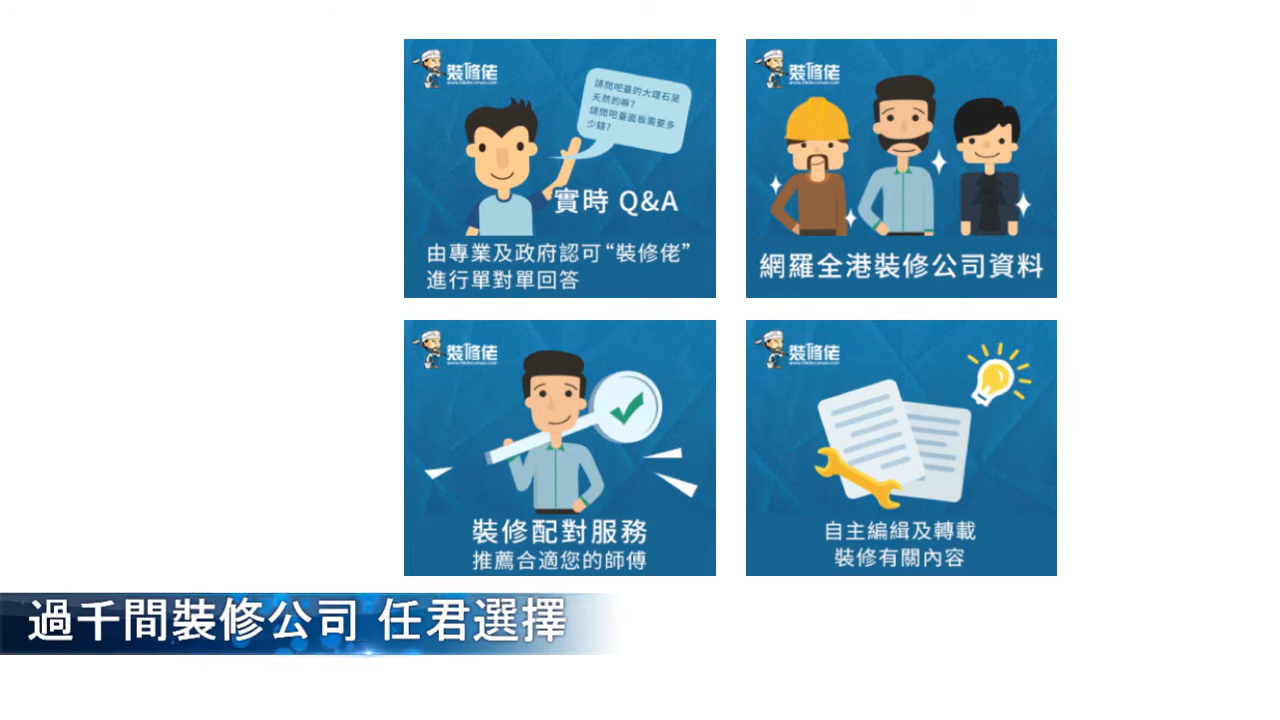 裝修佬
請問吧臺的大理石是
天然的嘛?
請問吧臺面板需要多
少錢?
實時 Q&A
由專業及政府認可“裝修佬”
進行單對單回答
裝修佬
網羅全港裝修公司資料
裝修佬
裝修配對服務
推薦合適您的師傅
裝修佬
自主編緝及轉載
裝修有關內容
過千間裝修公司 任君選擇